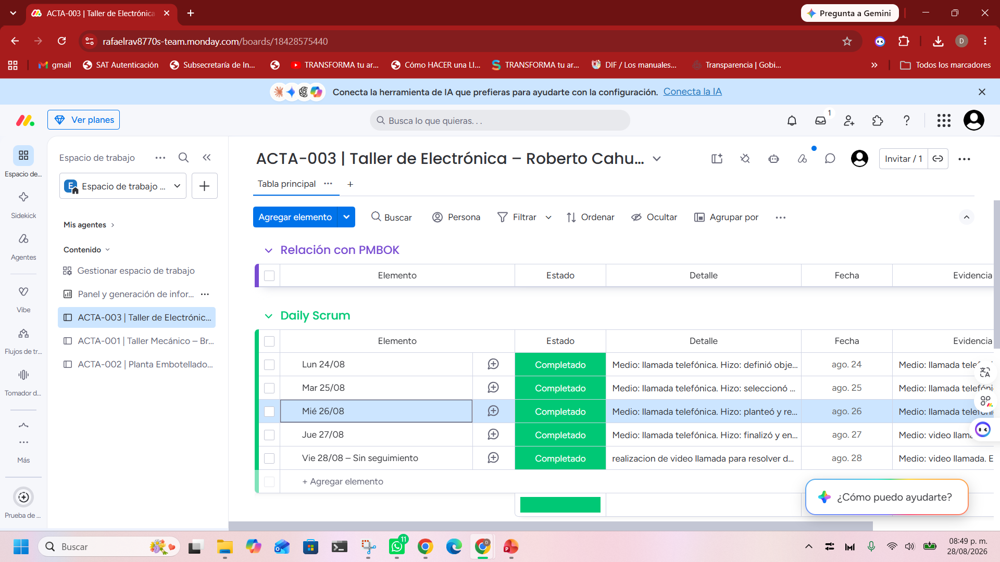 ACTA-003 | Taller de Electrónica
Pregunta a Gemini
rafaelrav8770s-team.monday.com/boards/18428575440
D
gmail
SAT Autenticación
Subsecretaría de In...
TRANSFORMA tu ar...
Cómo HACER una LI...
TRANSFORMA tu ar...
DIF / Los manuales...
Transparencia | Gobi...
Todos los marcadores
Conecta la herramienta de IA que prefieras para ayudarte con la configuración. Conecta la IA
Ver planes
Busca lo que quieras. . .
1
Espacio de...
Sidekick
Agentes
Vibe
Flujos de tr...
Tomador d...
Más
Prueba de ...
Espacio de trabajo
E
Espacio de trabajo ...
Mis agentes
Contenido
Gestionar espacio de trabajo
Panel y generación de infor...
ACTA-003 | Taller de Electrónic...
ACTA-001 | Taller Mecánico – Br...
ACTA-002 | Planta Embotellado...
ACTA-003 | Taller de Electrónica – Roberto Cahu...
Invitar / 1
Tabla principal
Agregar elemento
Buscar
Persona
Filtrar
Ordenar
Ocultar
Agrupar por
Relación con PMBOK
Elemento Estado Detalle Fecha Evidencia
Daily Scrum
Elemento Estado Detalle Fecha Evidencia
Lun 24/08 Completado Medio: llamada telefónica. Hizo: definió obje... ago. 24 Medio: llamada telef
Mar 25/08 Completado Medio: llamada telefónica. Hizo: seleccionó ... ago. 25 Medio: llamada telefóni
Mié 26/08 Completado Medio: llamada telefónica. Hizo: planteó y re... ago. 26 Medio: llamada telefóni
Jue 27/08 Completado Medio: llamada telefónica. Hizo: finalizó y en... ago. 27 Medio: video llama
Vie 28/08 – Sin seguimiento Completado realizacion de video llamada para resolver d... ago. 28 Medio: video llamada. E
+ Agregar elemento
¿Cómo puedo ayudarte?
Buscar
11
D
P
08:49 p. m.
28/08/2026